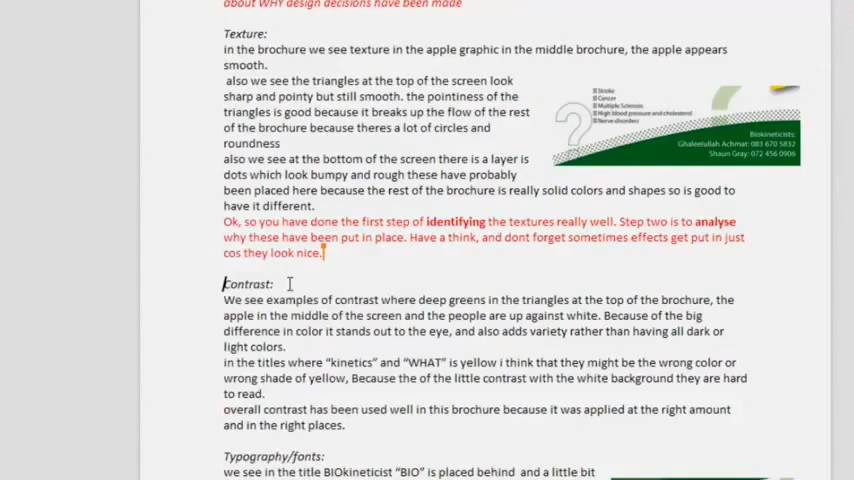 about WHY design decisions have been made
Texture:
in the brochure we see texture in the apple graphic in the middle brochure, the apple appears
smooth.
also we see the triangles at the top of the screen look
sharp and pointy but still smooth. the pointiness of the
triangles is good because it breaks up the flow of the rest
of the brochure because theres a lot of circles and
roundness
also we see at the bottom of the screen there is a layer is
dots which look bumpy and rough these have probably
been placed here because the rest of the brochure is really solid colors and shapes so is good to
have it different.
Stroke
Cancer
Multiple Sclerosis
High blood pressure and cholesterol
Nerve disorders
?
Biokineticists;
Ghaleelullah Achmat: 083 670 5832
Shaun Gray: 072 456 0906
Ok, so you have done the first step of identifying the textures really well. Step two is to analyse
why these have been put in place. Have a think, and dont forget sometimes effects get put in just
cos they look nice.
Contrast:
We see examples of contrast where deep greens in the triangles at the top of the brochure, the
apple in the middle of the screen and the people are up against white. Because of the big
difference in color it stands out to the eye, and also adds variety rather than having all dark or
light colors.
in the titles where “kinetics” and “WHAT” is yellow i think that they might be the wrong color or
wrong shade of yellow, Because the of the little contrast with the white background they are hard
to read.
overall contrast has been used well in this brochure because it was applied at the right amount
and in the right places.
Typography/fonts:
we see in the title BIOkineticist “BIO” is placed behind and a little bit